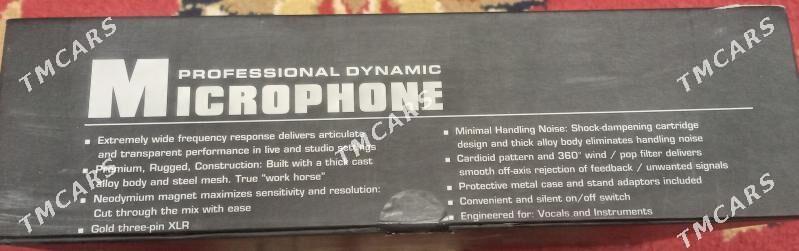 PROFESSIONAL DYNAMIC
MICROPHONE
Extremely wide frequency response delivers articulate
and transparent performance in live and studio settings
Premium, Rugged, Construction: Built with a thick cast
alloy body and steel mesh. True "work horse"
Neodymium magnet maximizes sensitivity and resolution:
Cut through the mix with ease
Gold three-pin XLR
Minimal Handling Noise: Shock-dampening cartridge
design and thick alloy body eliminates handling noise
Cardioid pattern and 360° wind / pop filter delivers
smooth off-axis rejection of feedback / unwanted signals
Protective metal case and stand adaptors included
Convenient and silent on/off switch
Engineered for: Vocals and Instruments
TMCARS
TMCARS
TMCARS
TMCARS
TMCARS
TMCARS
TMCARS